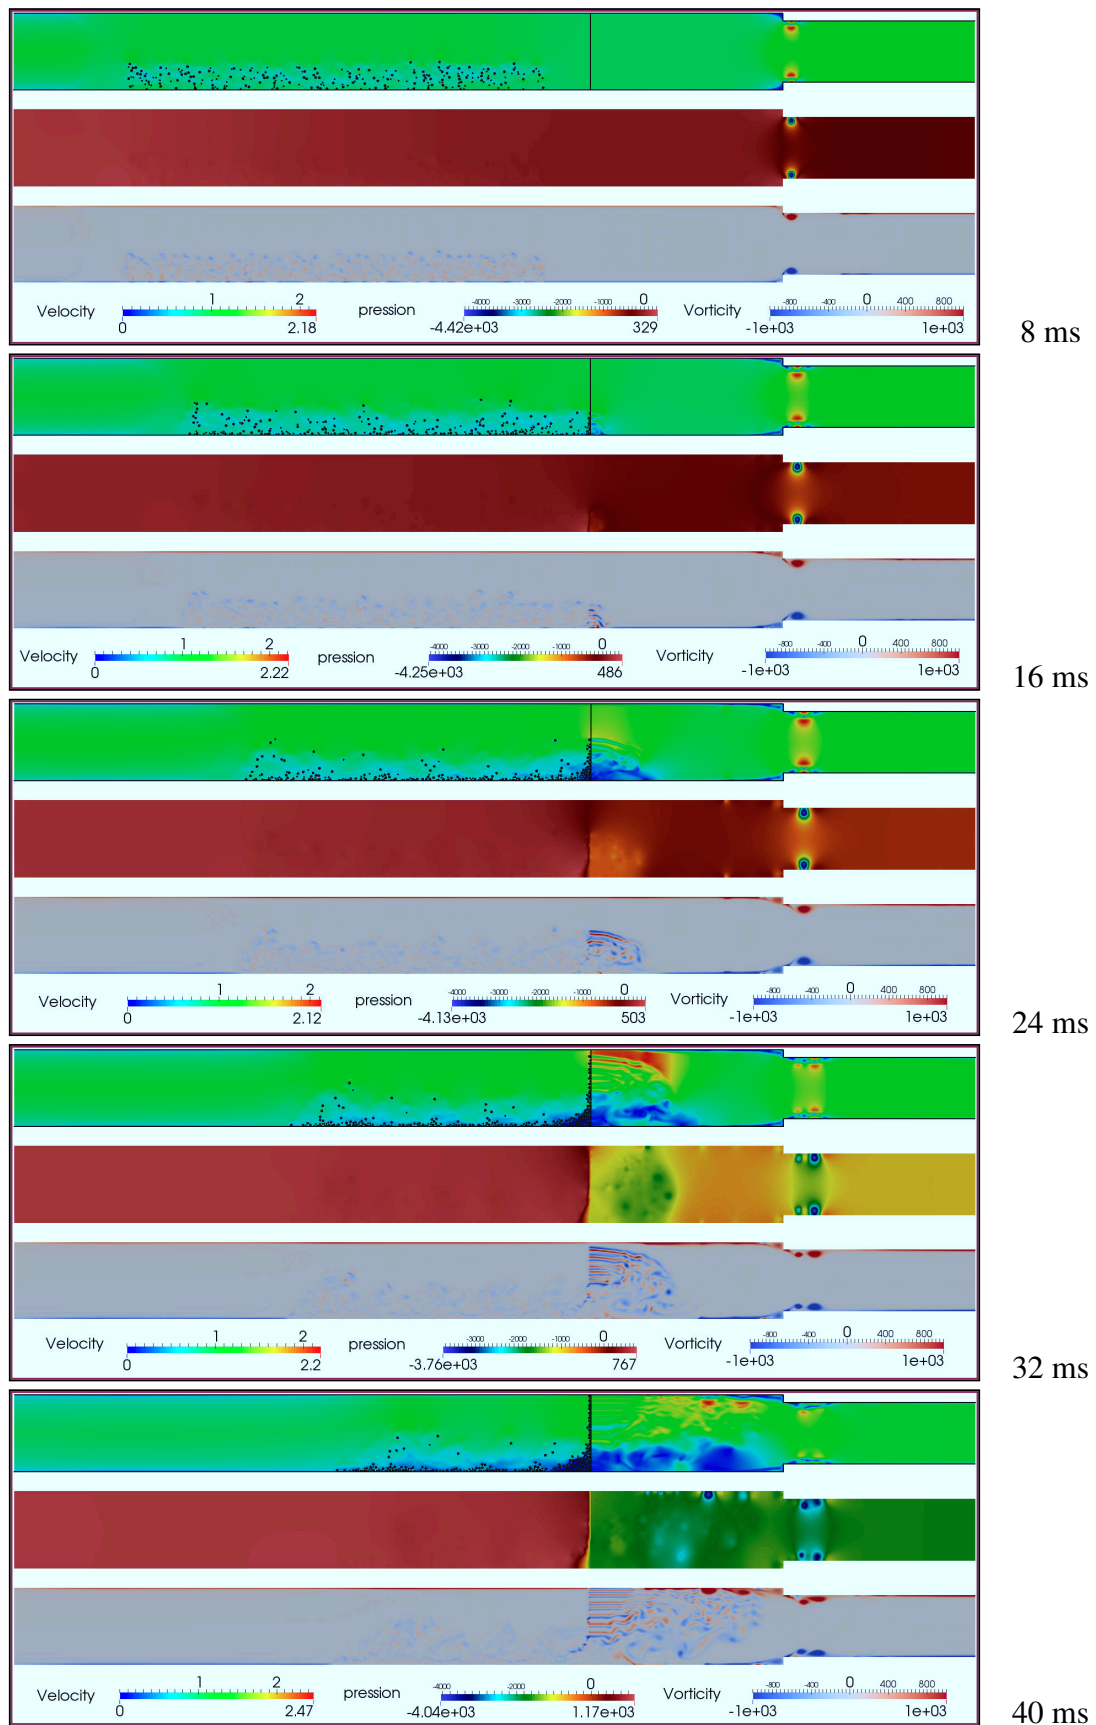 1 2 -4000 -3000 -2000 -1000 0 -800 -400 0 400 800
Velocity pression Vorticity
0 2.18 -4.42e+03 329 -1e+03 1e+03
8 ms
1 2 -4000 -3000 -2000 -1000 0 -800 -400 0 400 800
Velocity pression Vorticity
0 2.22 -4.25e+03 486 -1e+03 1e+03
16 ms
1 2 -4000 -3000 -2000 -1000 0 -800 -400 0 400 800
Velocity pression Vorticity
0 2.12 -4.13e+03 503 -1e+03 1e+03
24 ms
1 2 -3000 -2000 -1000 0 -800 -400 0 400 800
Velocity pression Vorticity
0 2.2 -3.76e+03 767 -1e+03 1e+03
32 ms
1 2 -4000 -3000 -2000 -1000 0 -800 -400 0 400 800
Velocity pression Vorticity
0 2.47 -4.04e+03 1.17e+03 -1e+03 1e+03
40 ms